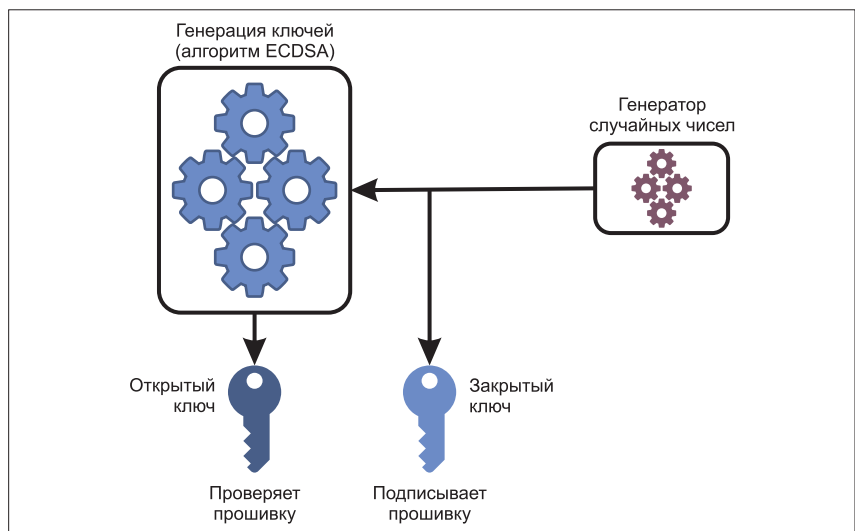 Генерация ключей
(алгоритм ECDSA)
Генератор
случайных чисел
Открытый
ключ
Закрытый
ключ
Проверяет
прошивку
Подписывает
прошивку